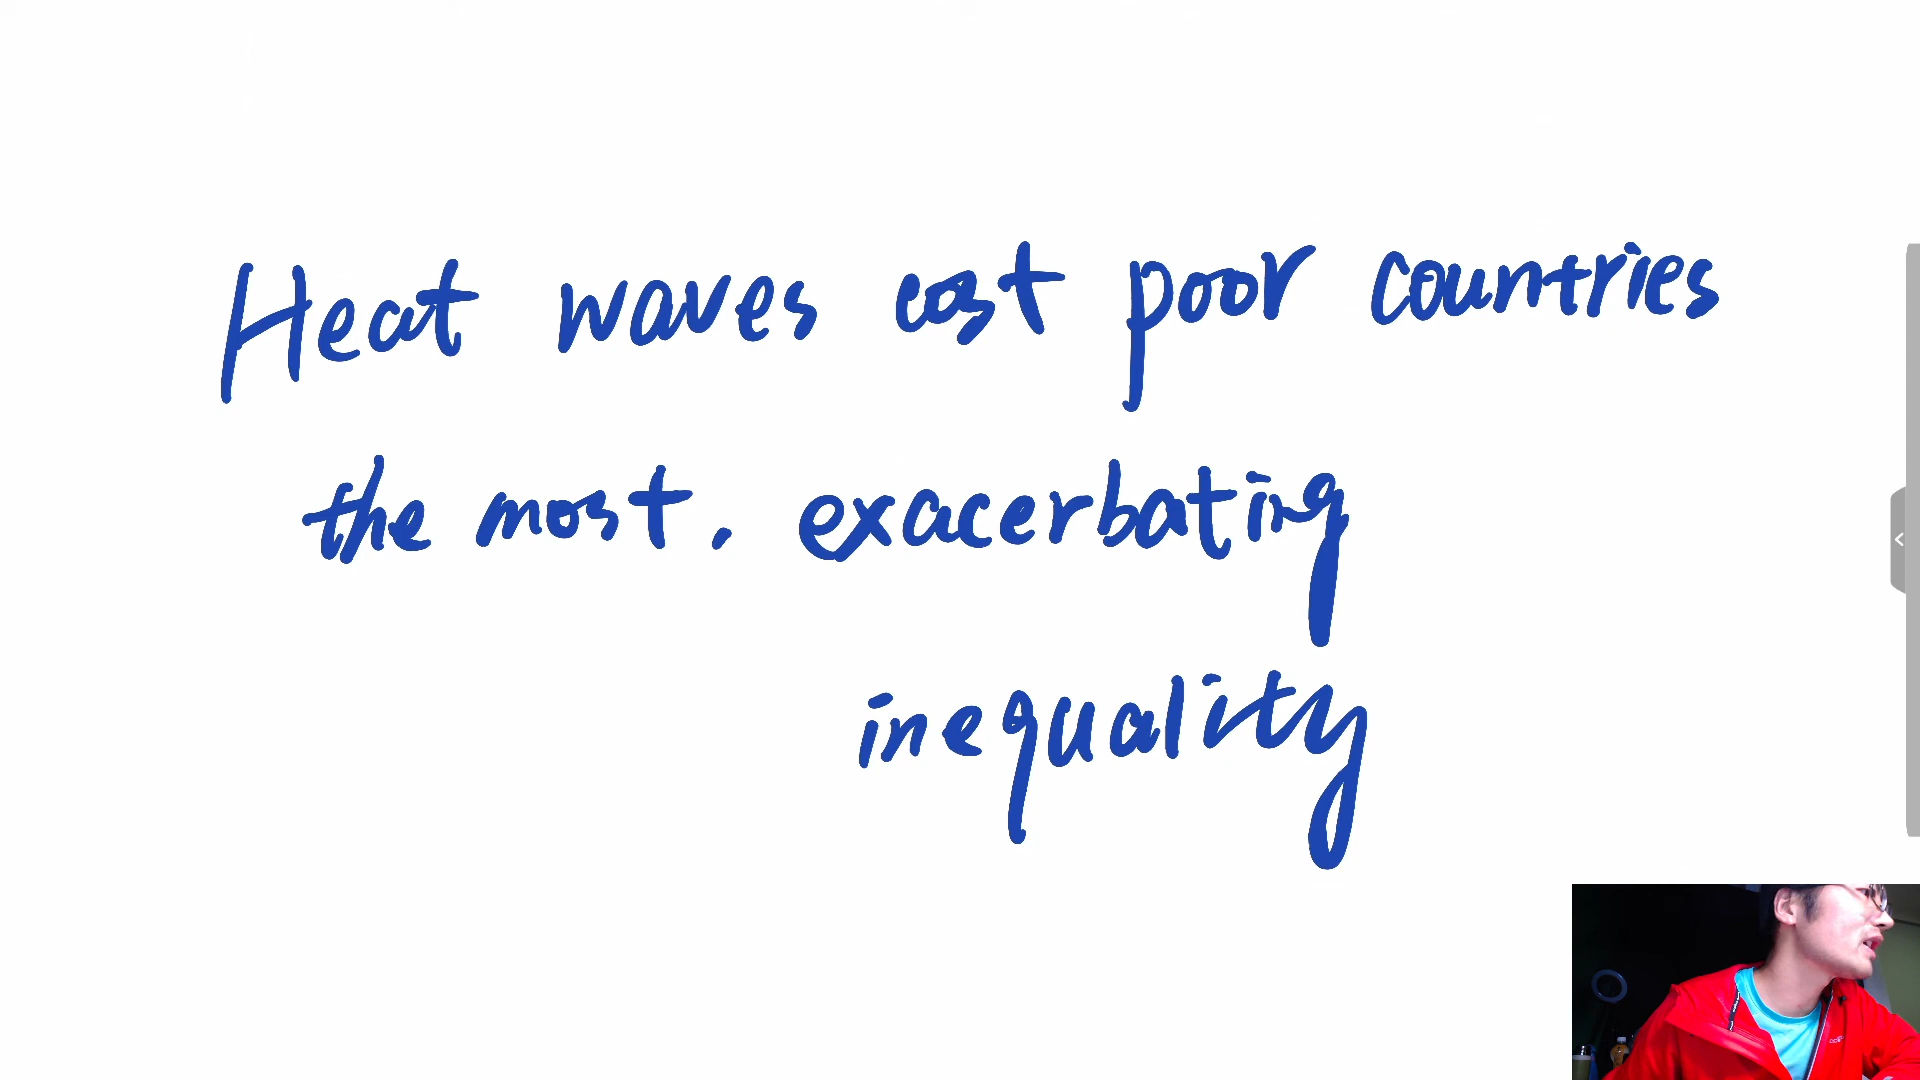 Heat waves cost poor countries
the most, exacerbating
inequality